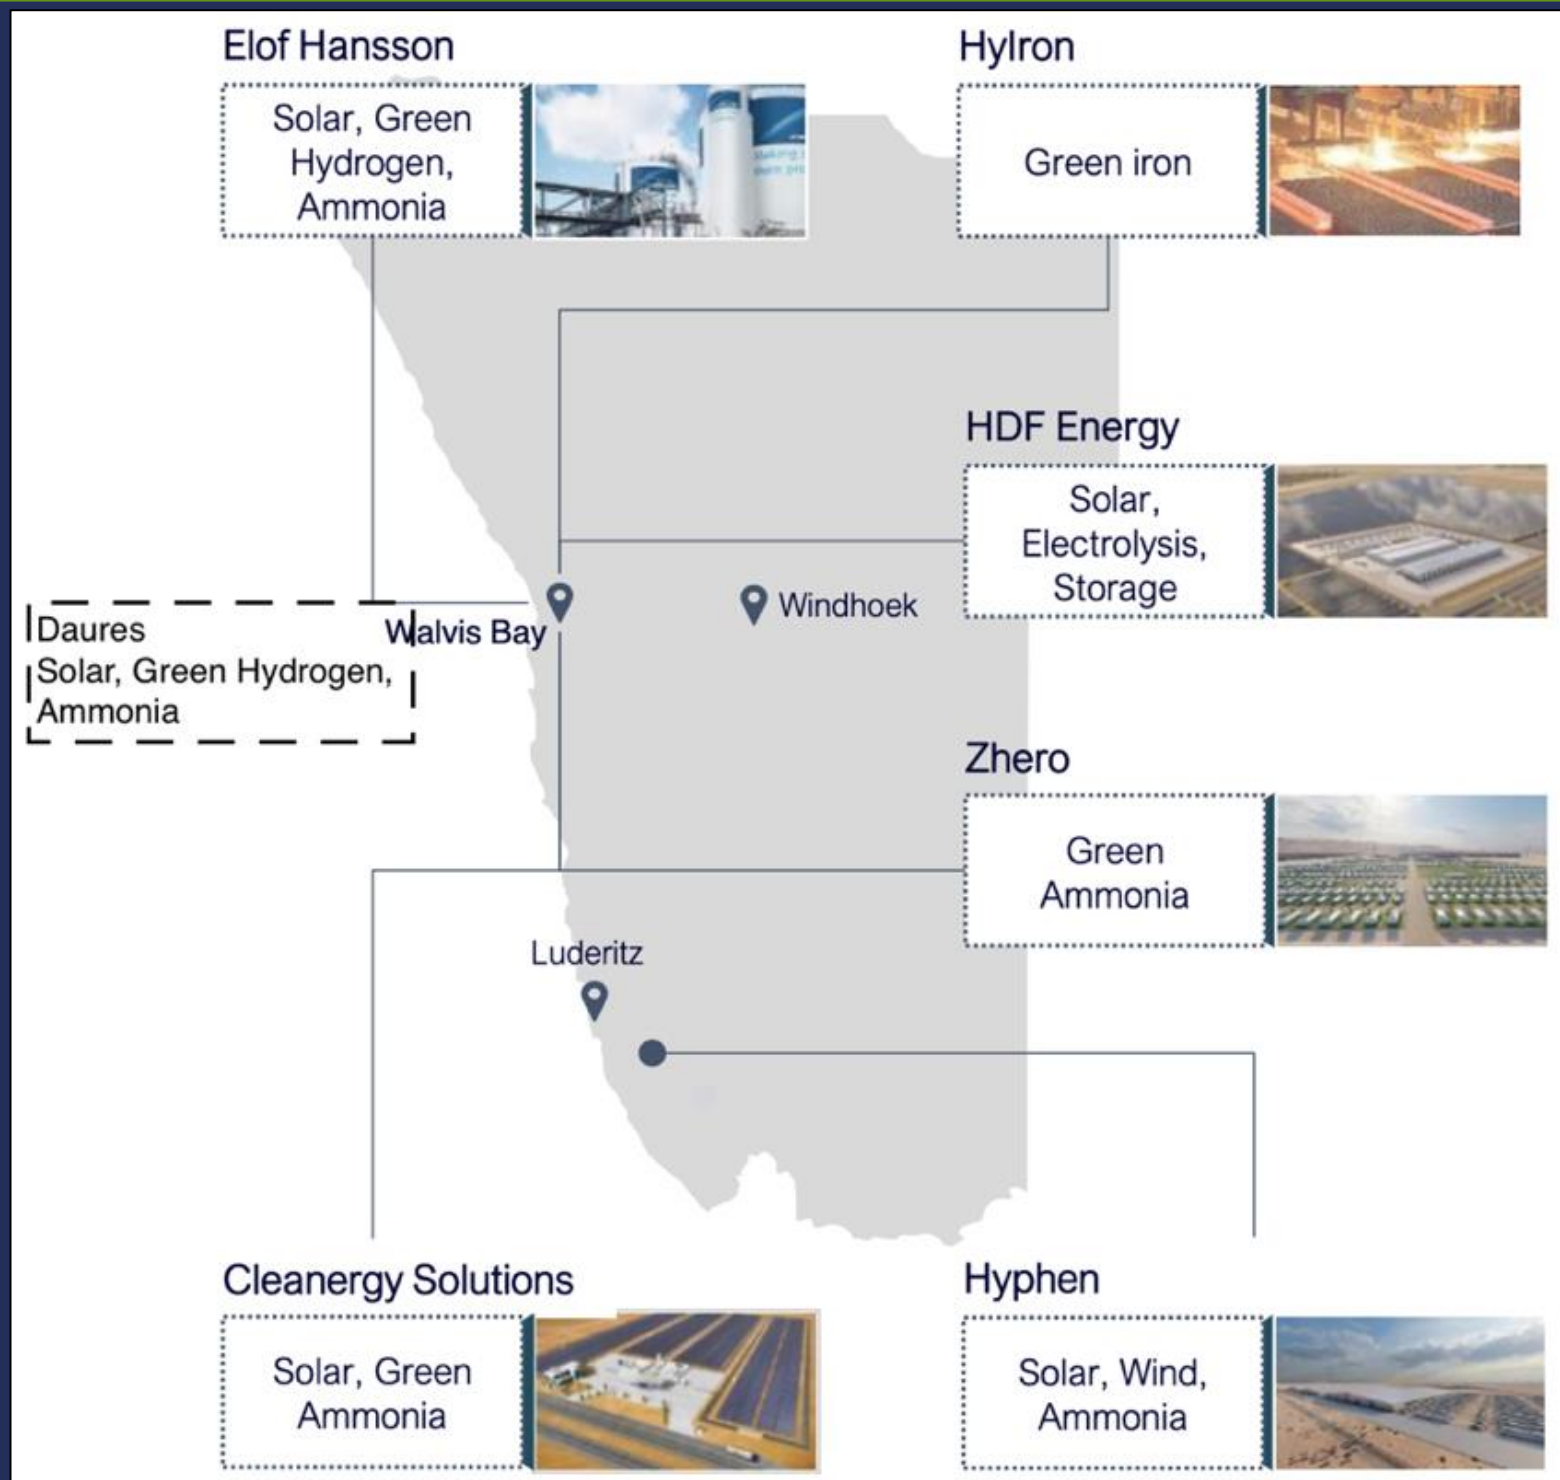 Elof Hansson
Solar, Green
Hydrogen,
Ammonia
HyIron
Green iron
HDF Energy
Solar,
Electrolysis,
Storage
Windhoek
Walvis Bay
Daures
Solar, Green Hydrogen,
Ammonia
Zhero
Green
Ammonia
Luderitz
Cleanergy Solutions
Solar, Green
Ammonia
Hyphen
Solar, Wind,
Ammonia